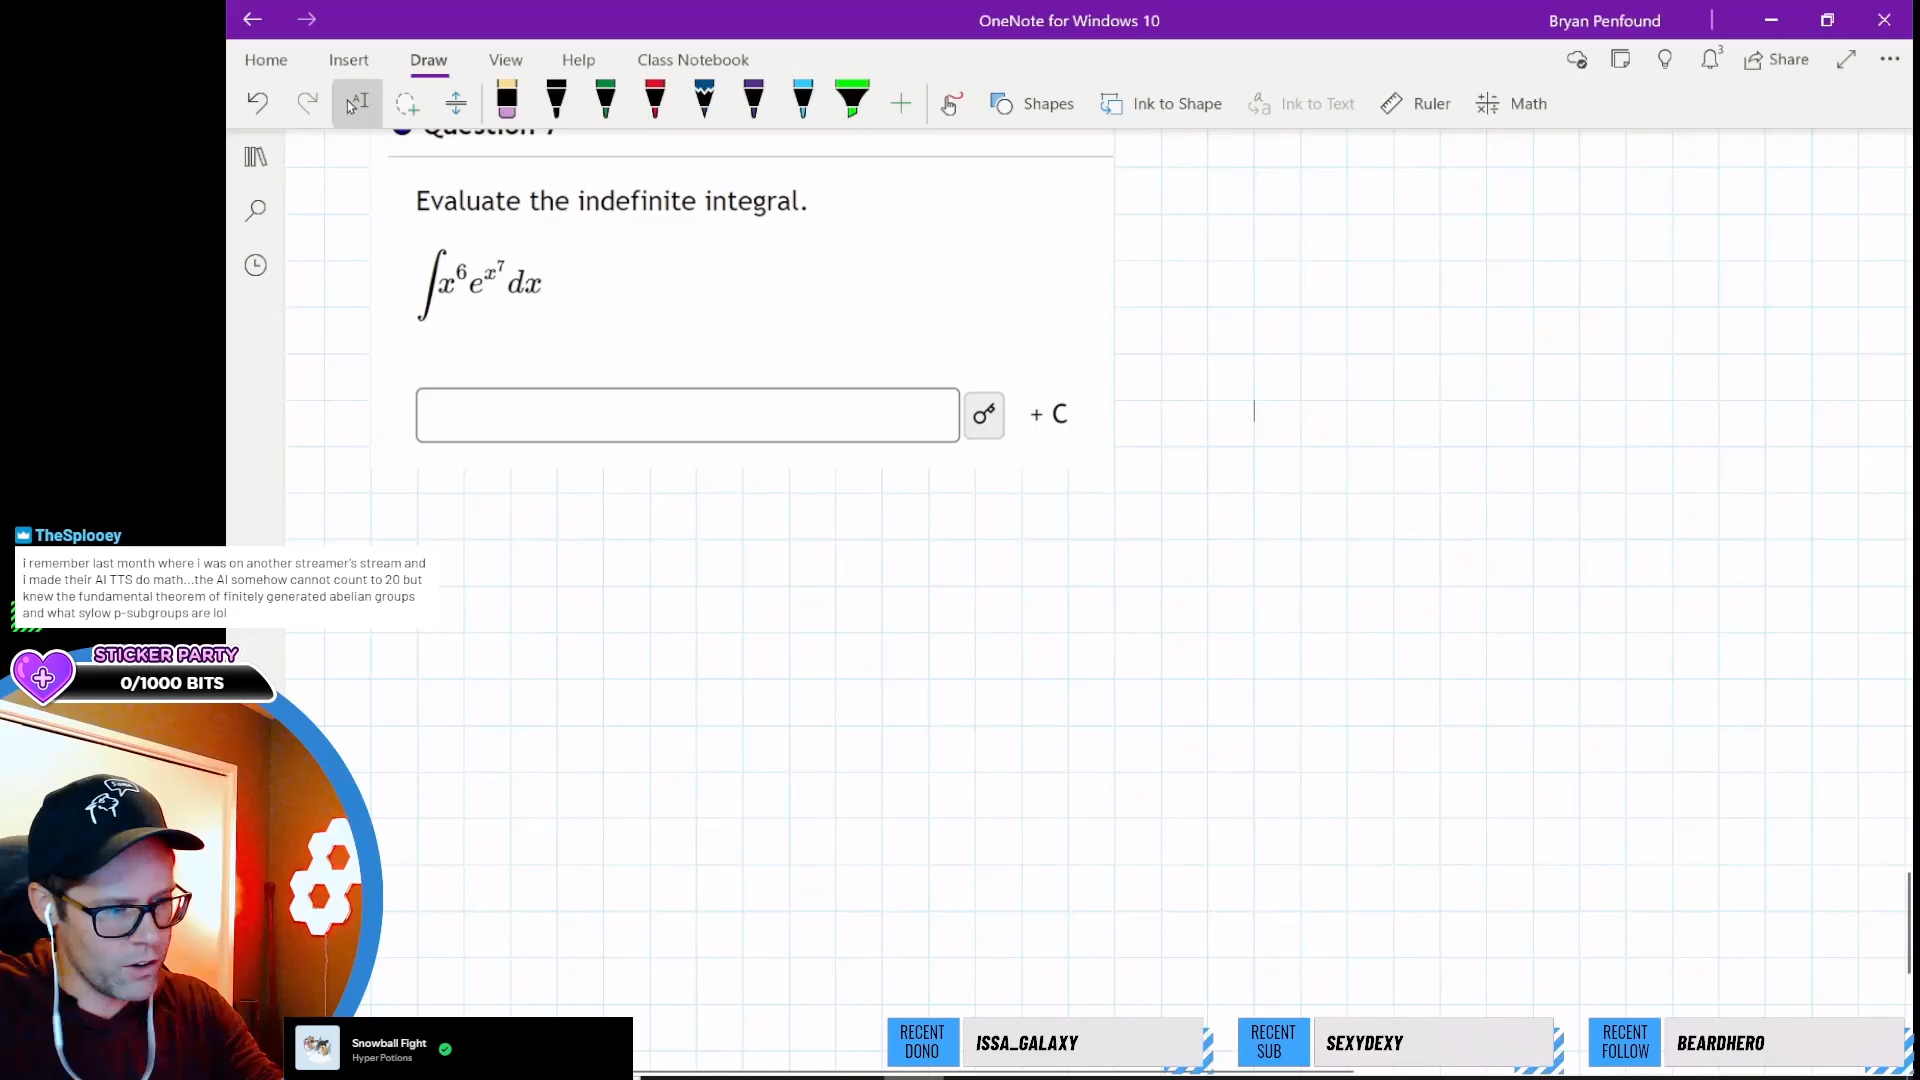 OneNote for Windows 10
Bryan Penfound
Home Insert Draw View Help Class Notebook
3
Share
Shapes Ink to Shape Ink to Text Ruler Math
Question 7
Evaluate the indefinite integral.
∫x⁶e^{x⁷} dx
+ C
TheSplooey
i remember last month where i was on another streamer's stream and
i made their AI TTS do math...the AI somehow cannot count to 20 but
knew the fundamental theorem of finitely generated abelian groups
and what sylow p-subgroups are lol
STICKER PARTY
0/1000 BITS
Snowball Fight
Hyper Potions
RECENT DONO
ISSA_GALAXY
RECENT SUB
SEXYDEXY
RECENT FOLLOW
BEARDHERO